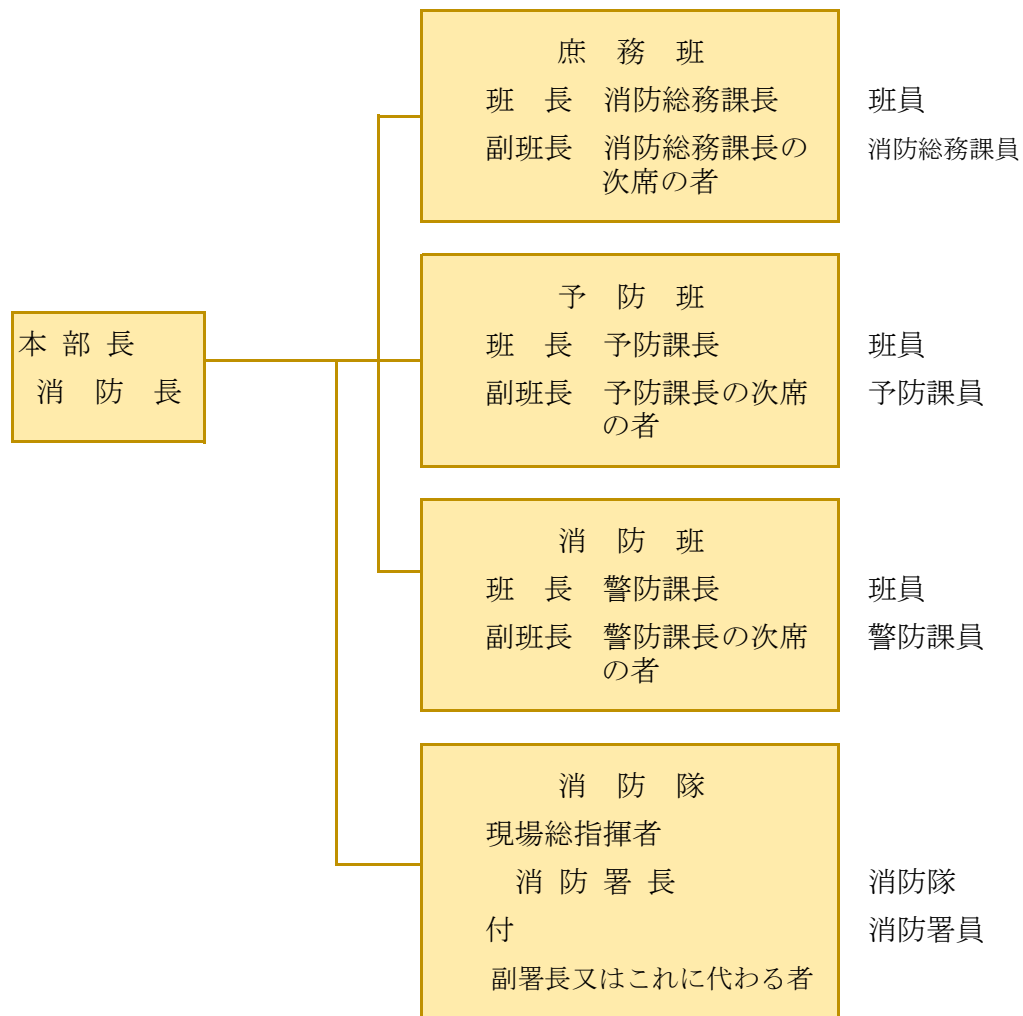 本部長
消防長
庶務班
班　長　消防総務課長
副班長　消防総務課長の
次席の者
班員
消防総務課員
予防班
班　長　予防課長
副班長　予防課長の次席
の者
班員
予防課員
消防班
班　長　警防課長
副班長　警防課長の次席
の者
班員
警防課員
消防隊
現場総指揮者
消防署長
付
副署長又はこれに代わる者
消防隊
消防署員